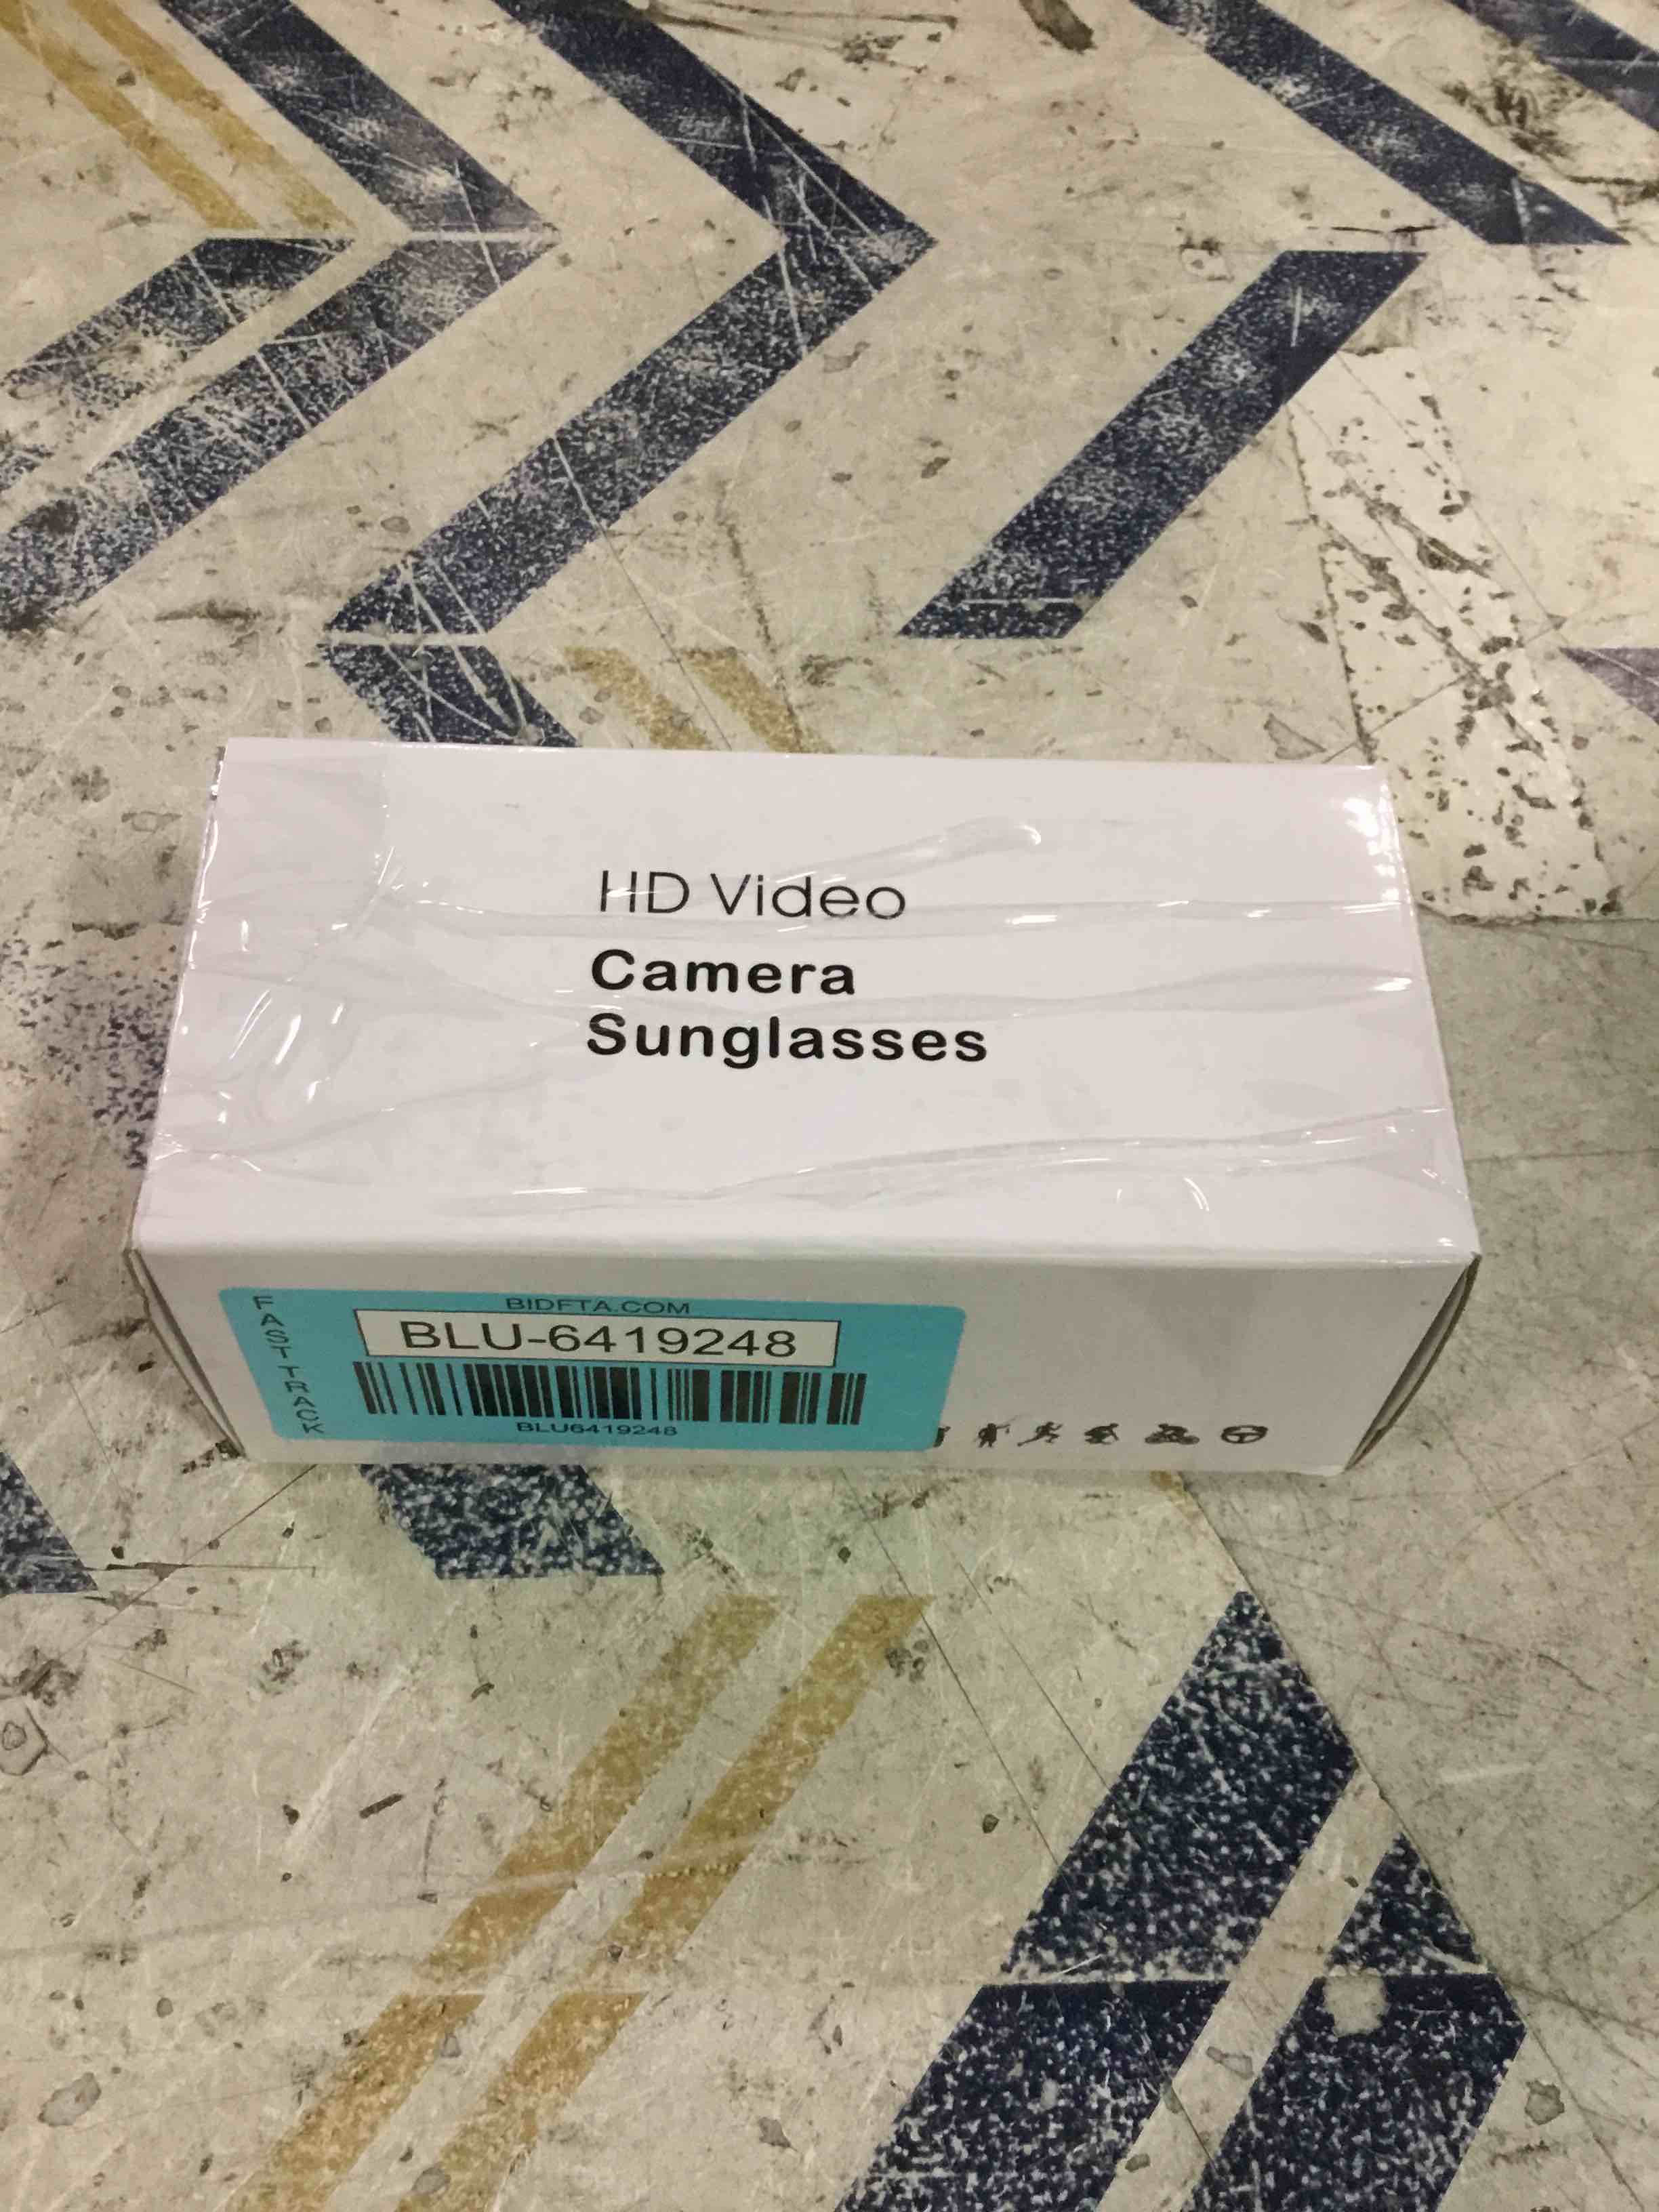 HD Video
Camera
Sunglasses
FAST TRACK
BIDFTA.COM
BLU-6419248
BLU6419248